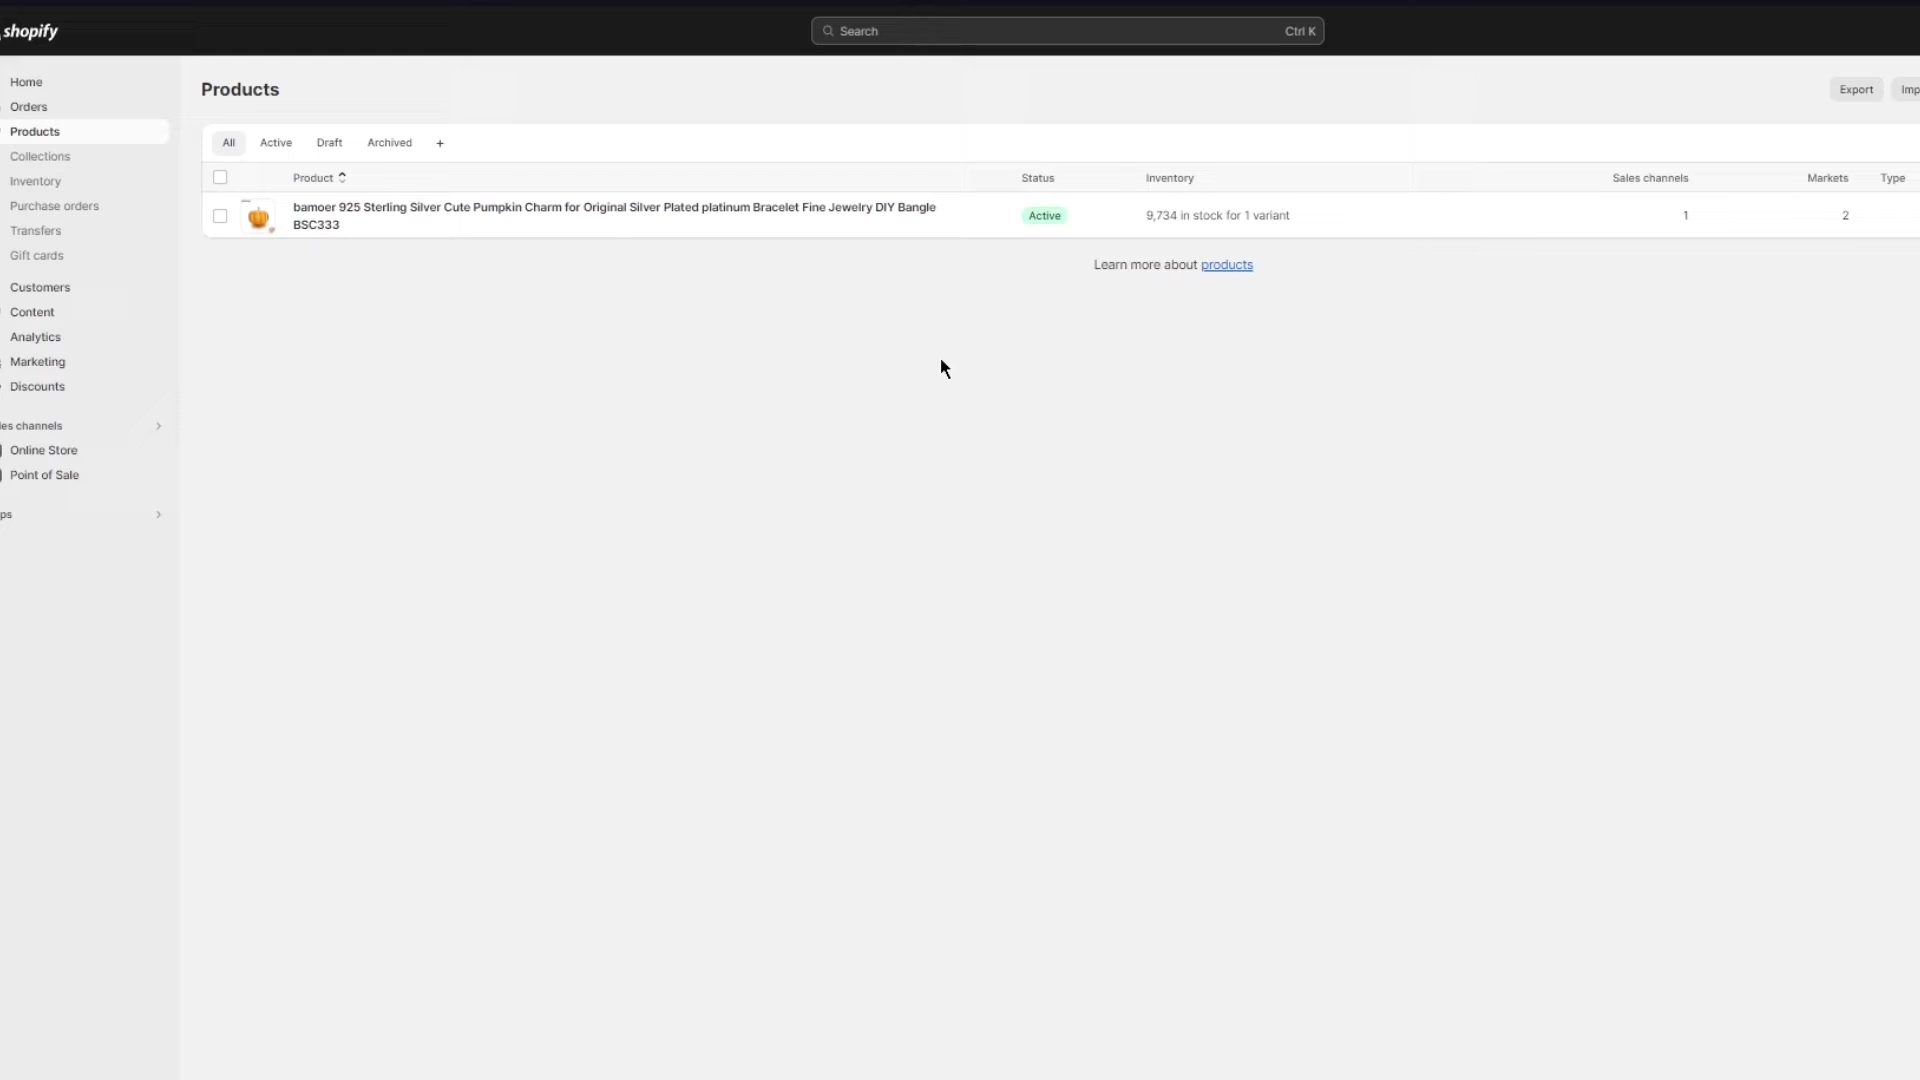 shopify
Search Ctrl K
Home
Orders
Products
Collections
Inventory
Purchase orders
Transfers
Gift cards
Customers
Content
Analytics
Marketing
Discounts
les channels
Online Store
Point of Sale
ps
Products
Export Imp
All Active Draft Archived +
Product Status Inventory Sales channels Markets Type
bamoer 925 Sterling Silver Cute Pumpkin Charm for Original Silver Plated platinum Bracelet Fine Jewelry DIY Bangle
BSC333
Active 9,734 in stock for 1 variant 1 2
Learn more about products